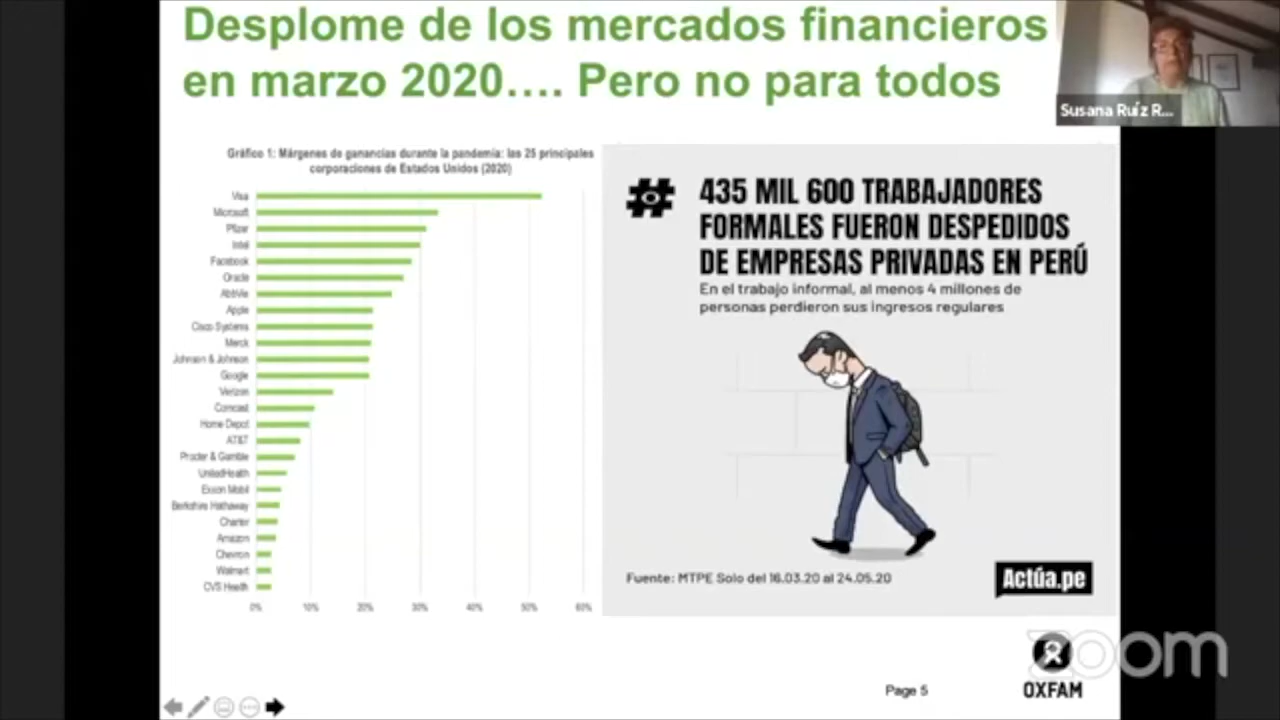 Desplome de los mercados financieros
en marzo 2020.... Pero no para todos
Susana Ruíz R...
Gráfico 1: Márgenes de ganancias durante la pandemia: las 25 principales
corporaciones de Estados Unidos (2020)
Visa
Microsoft
Pfizer
Intel
Facebook
Oracle
AbbVie
Apple
Cisco Systems
Merck
Johnson & Johnson
Google
Verizon
Comcast
Home Depot
AT&T
Procter & Gamble
UnitedHealth
Exxon Mobil
Berkshire Hathaway
Charter
Amazon
Chevron
Walmart
CVS Health
0% 10% 20% 30% 40% 50% 60%
435 MIL 600 TRABAJADORES
FORMALES FUERON DESPEDIDOS
DE EMPRESAS PRIVADAS EN PERÚ
En el trabajo informal, al menos 4 millones de
personas perdieron sus ingresos regulares
Fuente: MTPE Solo del 16.03.20 al 24.05.20
Actúa.pe
zoom
Page 5
OXFAM